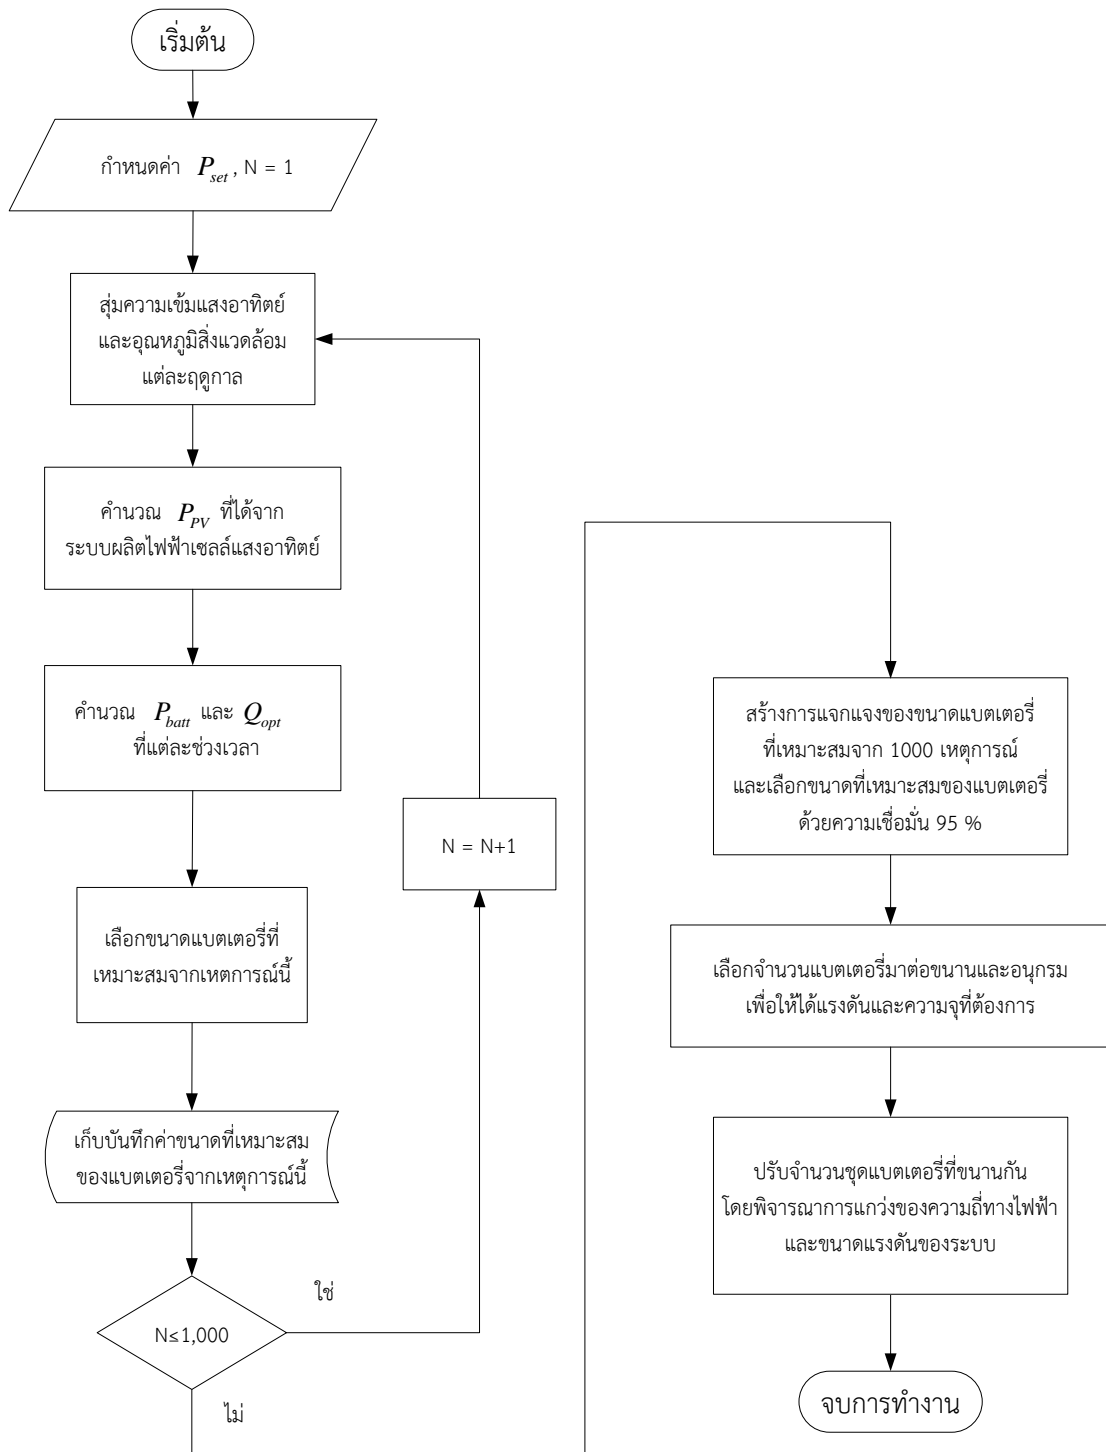 เริ่มต้น
กำหนดค่า P_set , N = 1
สุ่มความเข้มแสงอาทิตย์
และอุณหภูมิสิ่งแวดล้อม
แต่ละฤดูกาล
คำนวณ P_PV ที่ได้จาก
ระบบผลิตไฟฟ้าเซลล์แสงอาทิตย์
คำนวณ P_batt และ Q_opt
ที่แต่ละช่วงเวลา
เลือกขนาดแบตเตอรี่ที่
เหมาะสมจากเหตการณ์นี้
เก็บบันทึกค่าขนาดที่เหมาะสม
ของแบตเตอรี่จากเหตุการณ์นี้
N≤1,000
ใช่
ไม่
N = N+1
สร้างการแจกแจงของขนาดแบตเตอรี่
ที่เหมาะสมจาก 1000 เหตุการณ์
และเลือกขนาดที่เหมาะสมของแบตเตอรี่
ด้วยความเชื่อมั่น 95 %
เลือกจำนวนแบตเตอรี่มาต่อขนานและอนุกรม
เพื่อให้ได้แรงดันและความจุที่ต้องการ
ปรับจำนวนชุดแบตเตอรี่ที่ขนานกัน
โดยพิจารณาการแกว่งของความถี่ทางไฟฟ้า
และขนาดแรงดันของระบบ
จบการทำงาน